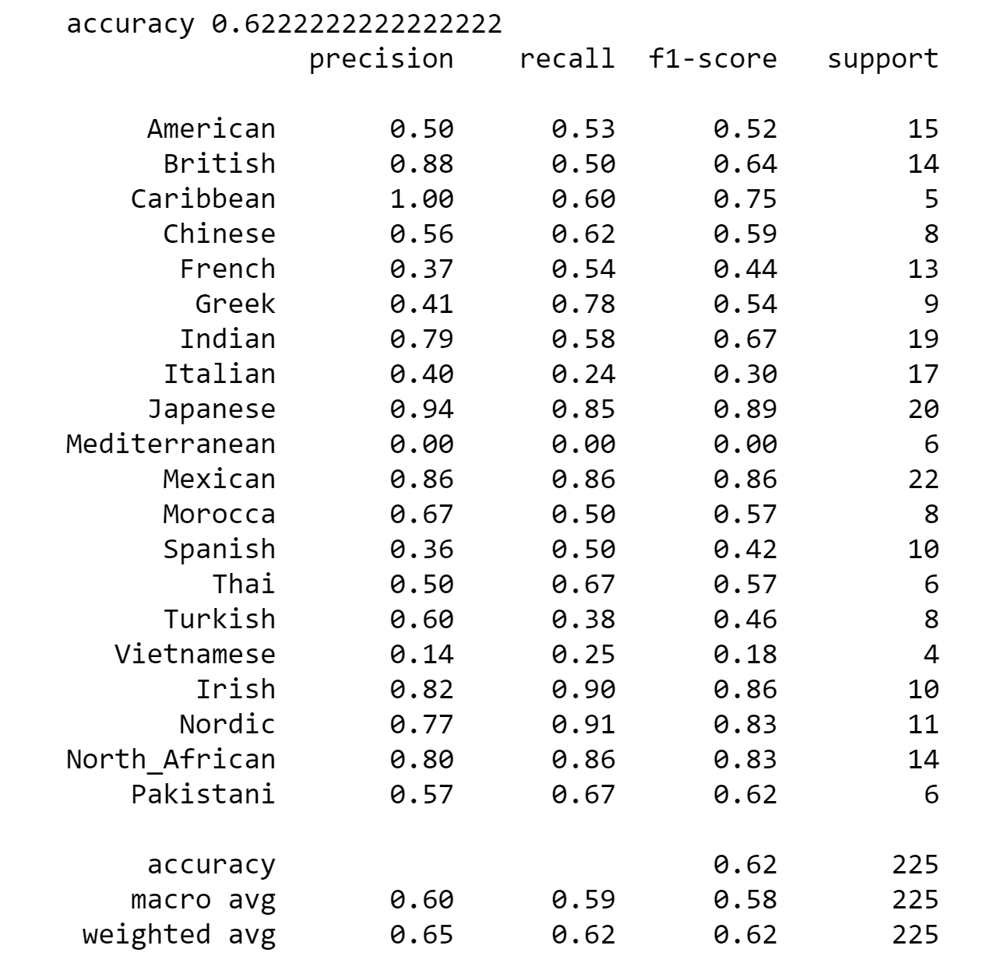 accuracy 0.6222222222222222
precision recall f1-score support
American 0.50 0.53 0.52 15
British 0.88 0.50 0.64 14
Caribbean 1.00 0.60 0.75 5
Chinese 0.56 0.62 0.59 8
French 0.37 0.54 0.44 13
Greek 0.41 0.78 0.54 9
Indian 0.79 0.58 0.67 19
Italian 0.40 0.24 0.30 17
Japanese 0.94 0.85 0.89 20
Mediterranean 0.00 0.00 0.00 6
Mexican 0.86 0.86 0.86 22
Morocca 0.67 0.50 0.57 8
Spanish 0.36 0.50 0.42 10
Thai 0.50 0.67 0.57 6
Turkish 0.60 0.38 0.46 8
Vietnamese 0.14 0.25 0.18 4
Irish 0.82 0.90 0.86 10
Nordic 0.77 0.91 0.83 11
North_African 0.80 0.86 0.83 14
Pakistani 0.57 0.67 0.62 6
accuracy 0.62 225
macro avg 0.60 0.59 0.58 225
weighted avg 0.65 0.62 0.62 225